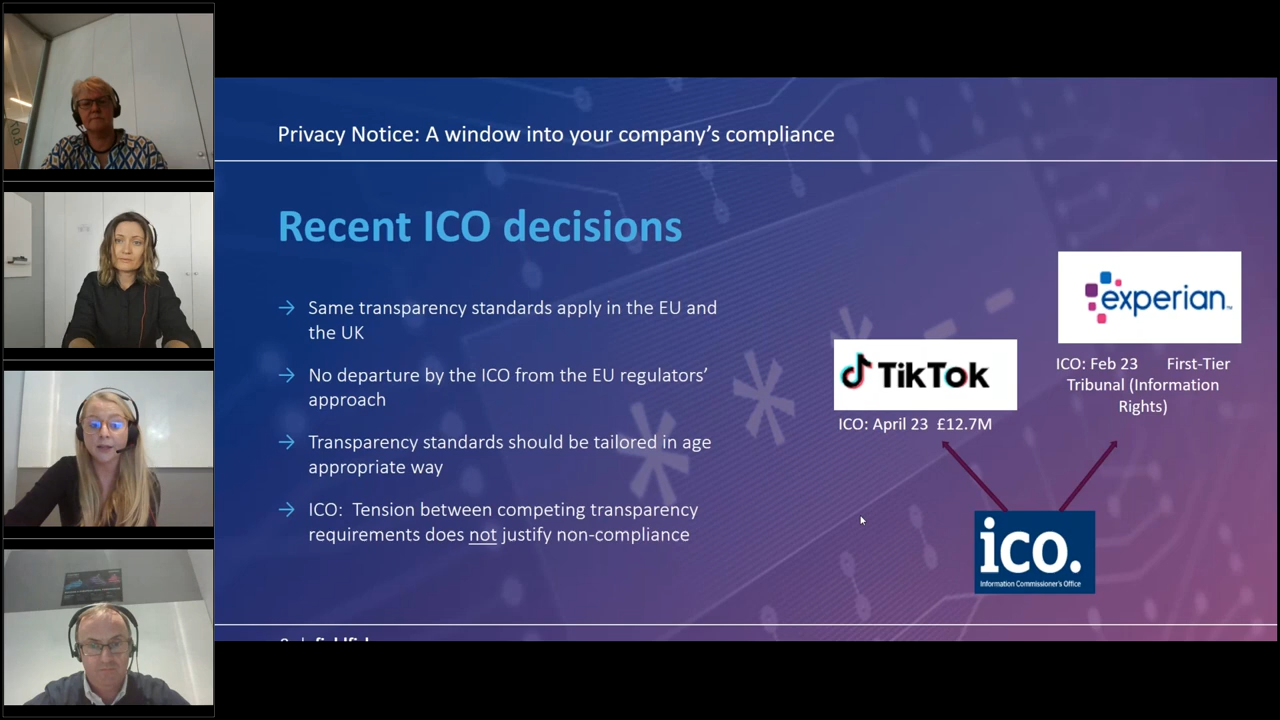 Privacy Notice: A window into your company's compliance
Recent ICO decisions
→ Same transparency standards apply in the EU and
the UK
→ No departure by the ICO from the EU regulators'
approach
→ Transparency standards should be tailored in age
appropriate way
→ ICO: Tension between competing transparency
requirements does not justify non-compliance
TikTok
ICO: April 23 £12.7M
experian™
ICO: Feb 23 First-Tier
Tribunal (Information
Rights)
ico.
Information Commissioner's Office